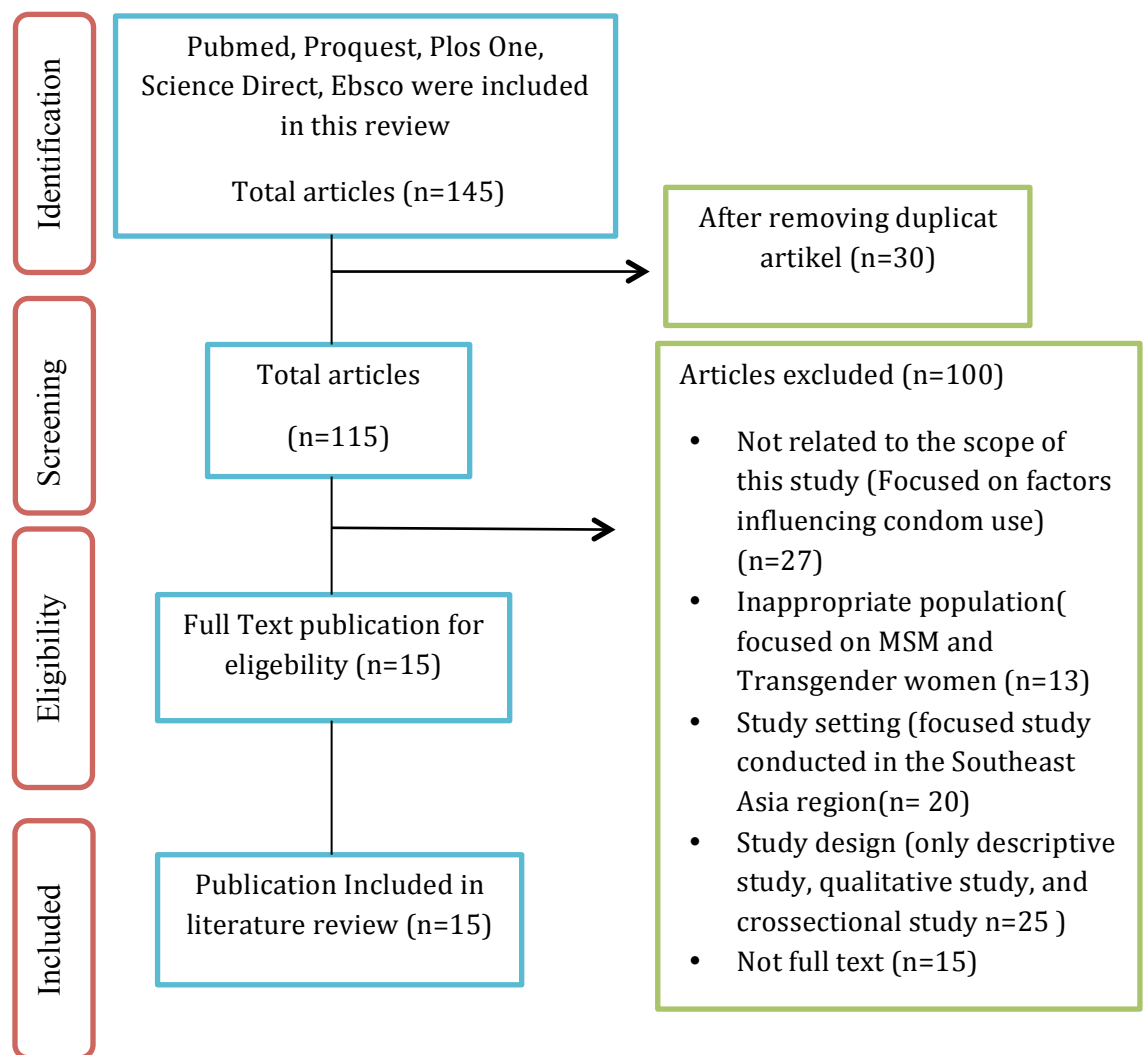 Identification
Pubmed, Proquest, Plos One,
Science Direct, Ebsco were included
in this review
Total articles (n=145)
After removing duplicat
artikel (n=30)
Screening
Total articles
(n=115)
Articles excluded (n=100)
• Not related to the scope of
this study (Focused on factors
influencing condom use)
(n=27)
• Inappropriate population(
focused on MSM and
Transgender women (n=13)
• Study setting (focused study
conducted in the Southeast
Asia region(n= 20)
• Study design (only descriptive
study, qualitative study, and
crossectional study n=25 )
• Not full text (n=15)
Eligibility
Full Text publication for
eligebility (n=15)
Included
Publication Included in
literature review (n=15)